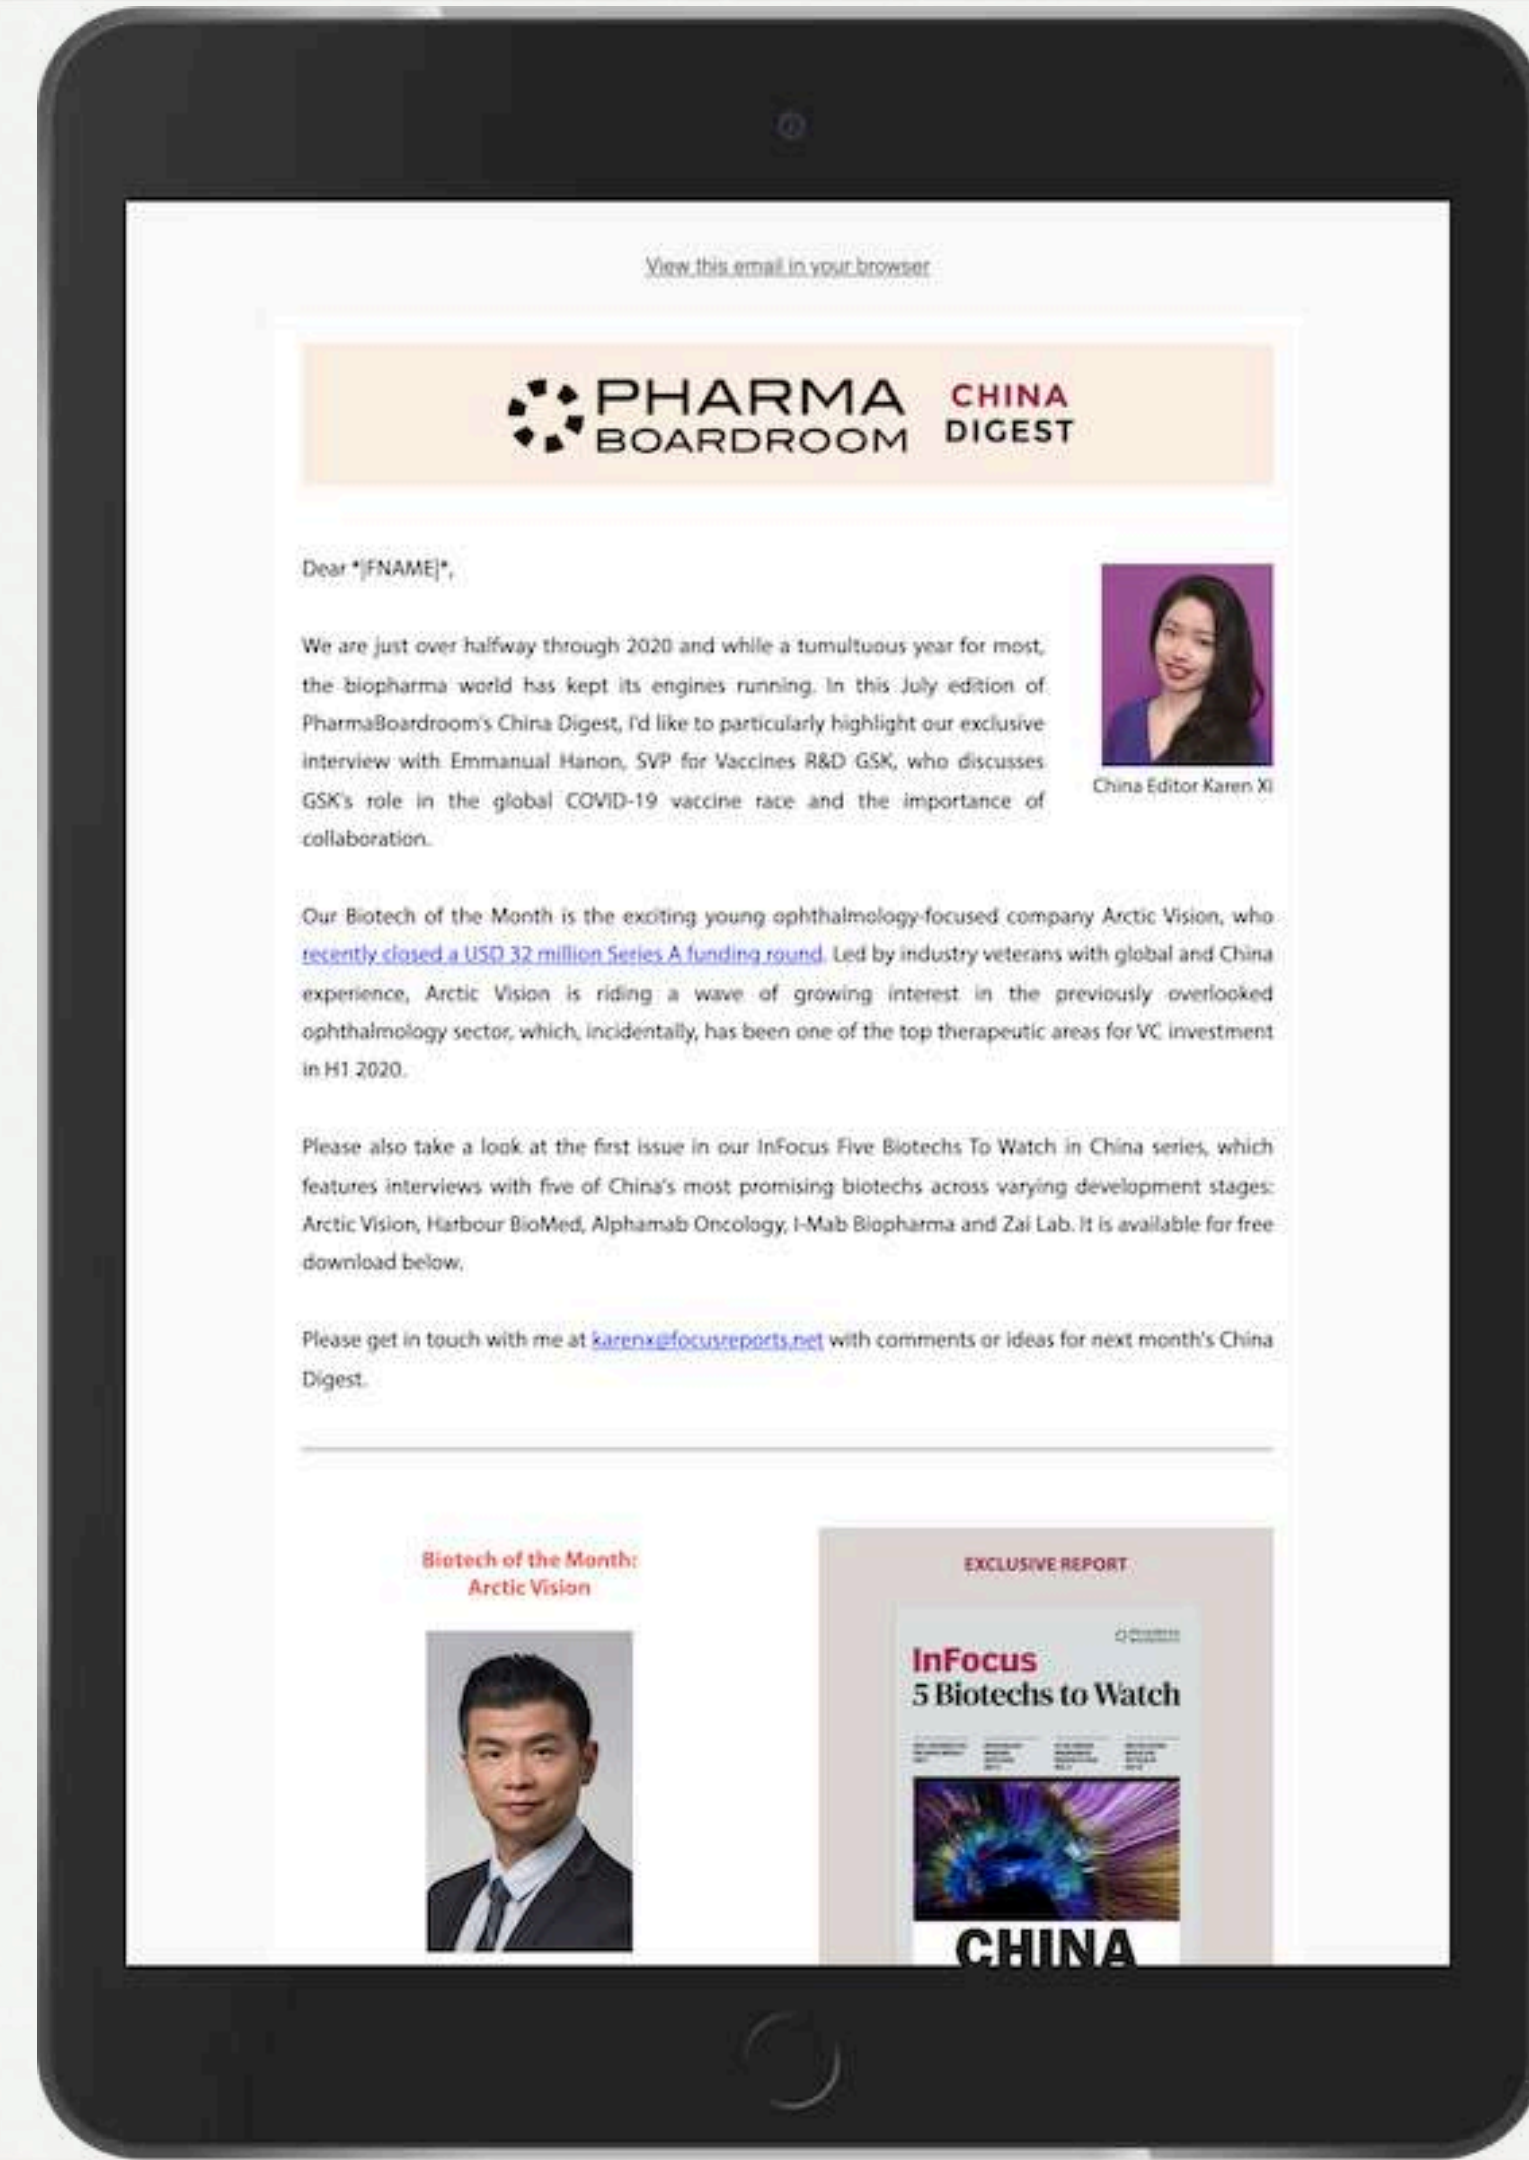 View this email in your browser
PHARMA
BOARDROOM
CHINA
DIGEST
Dear *|FNAME|*,
We are just over halfway through 2020 and while a tumultuous year for most,
the biopharma world has kept its engines running. In this July edition of
PharmaBoardroom's China Digest, I'd like to particularly highlight our exclusive
interview with Emmanual Hanon, SVP for Vaccines R&D GSK, who discusses
GSK's role in the global COVID-19 vaccine race and the importance of
collaboration.
China Editor Karen Xi
Our Biotech of the Month is the exciting young ophthalmology-focused company Arctic Vision, who
recently closed a USD 32 million Series A funding round. Led by industry veterans with global and China
experience, Arctic Vision is riding a wave of growing interest in the previously overlooked
ophthalmology sector, which, incidentally, has been one of the top therapeutic areas for VC investment
in H1 2020.
Please also take a look at the first issue in our InFocus Five Biotechs To Watch in China series, which
features interviews with five of China's most promising biotechs across varying development stages:
Arctic Vision, Harbour BioMed, Alphamab Oncology, I-Mab Biopharma and Zai Lab. It is available for free
download below.
Please get in touch with me at karenx@focusreports.net with comments or ideas for next month's China
Digest.
Biotech of the Month:
Arctic Vision
EXCLUSIVE REPORT
InFocus
5 Biotechs to Watch
CHINA